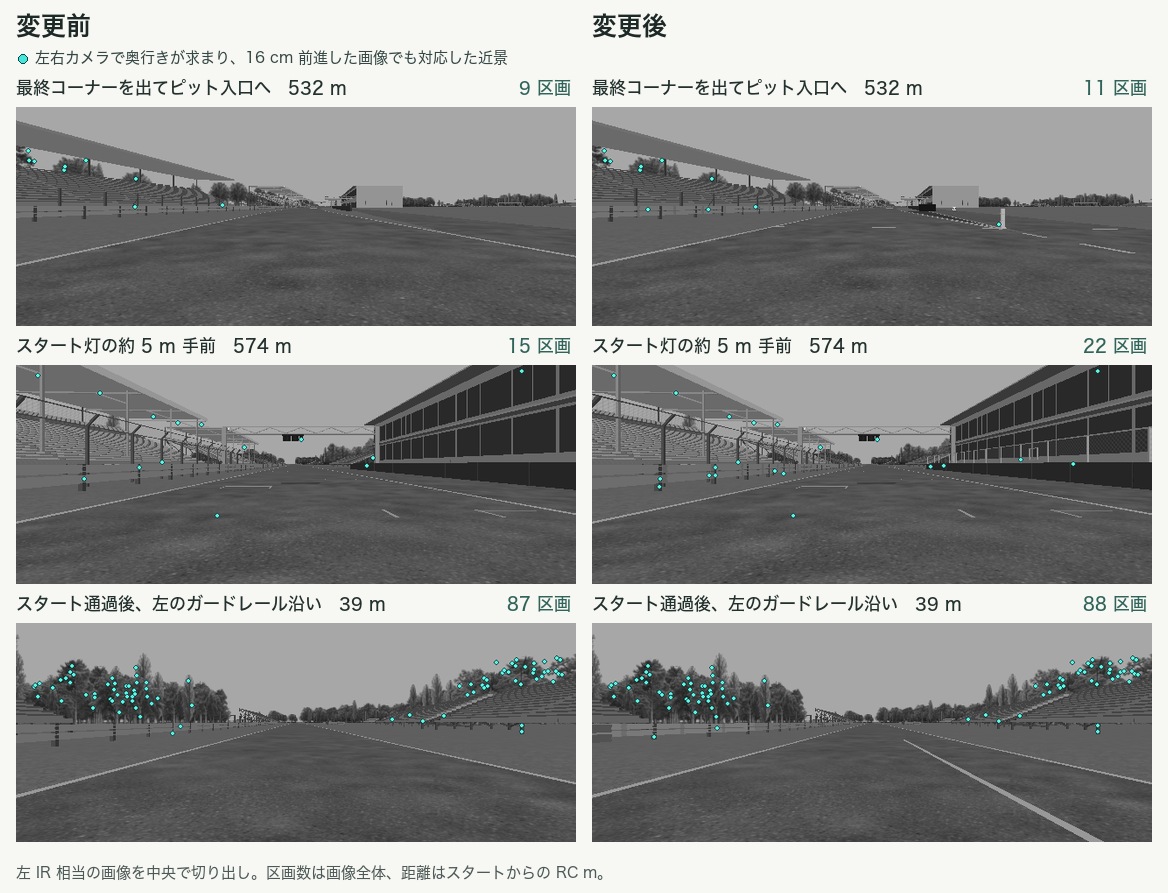 変更前
変更後
左右カメラで奥行きが求まり、16 cm 前進した画像でも対応した近景
最終コーナーを出てピット入口へ 532 m
9 区画
最終コーナーを出てピット入口へ 532 m
11 区画
スタート灯の約 5 m 手前 574 m
15 区画
スタート灯の約 5 m 手前 574 m
22 区画
スタート通過後、左のガードレール沿い 39 m
87 区画
スタート通過後、左のガードレール沿い 39 m
88 区画
左 IR 相当の画像を中央で切り出し。区画数は画像全体、距離はスタートからの RC m。